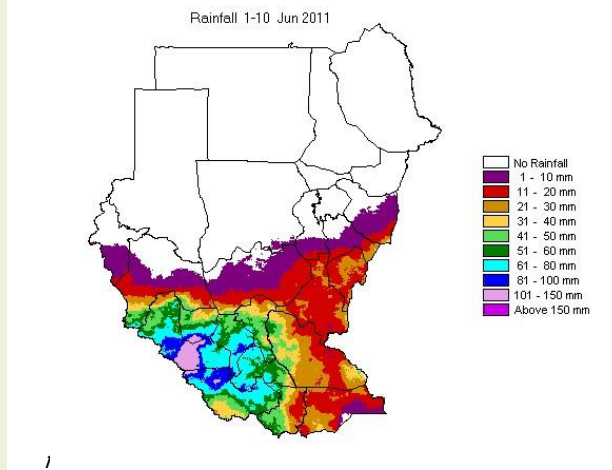 Rainfall 1-10 Jun 2011
No Rainfall
1 - 10 mm
11 - 20 mm
21 - 30 mm
31 - 40 mm
41 - 50 mm
51 - 60 mm
61 - 80 mm
81 - 100 mm
101 - 150 mm
Above 150 mm